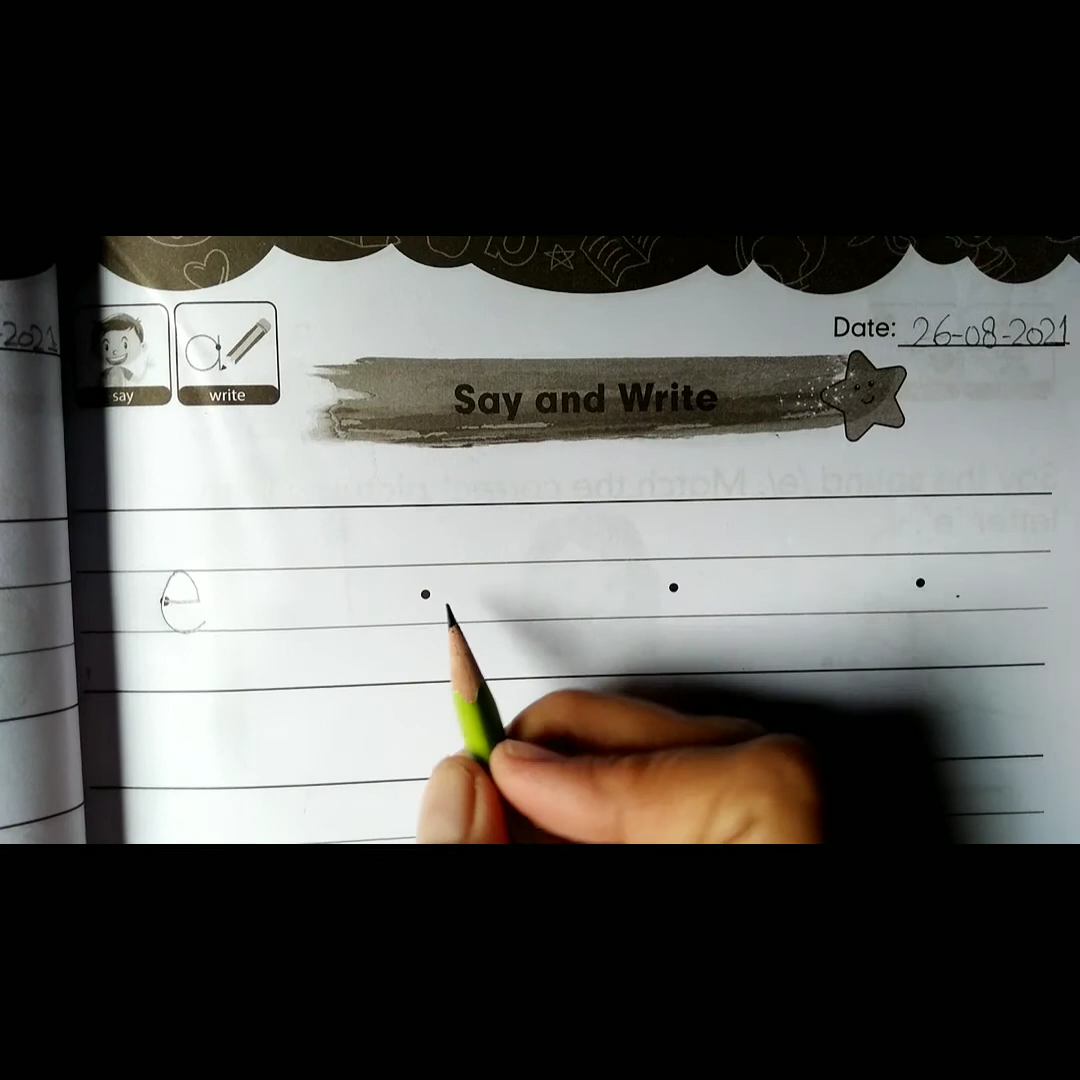 -2021
say
write
Date: 26-08-2021
Say and Write
e